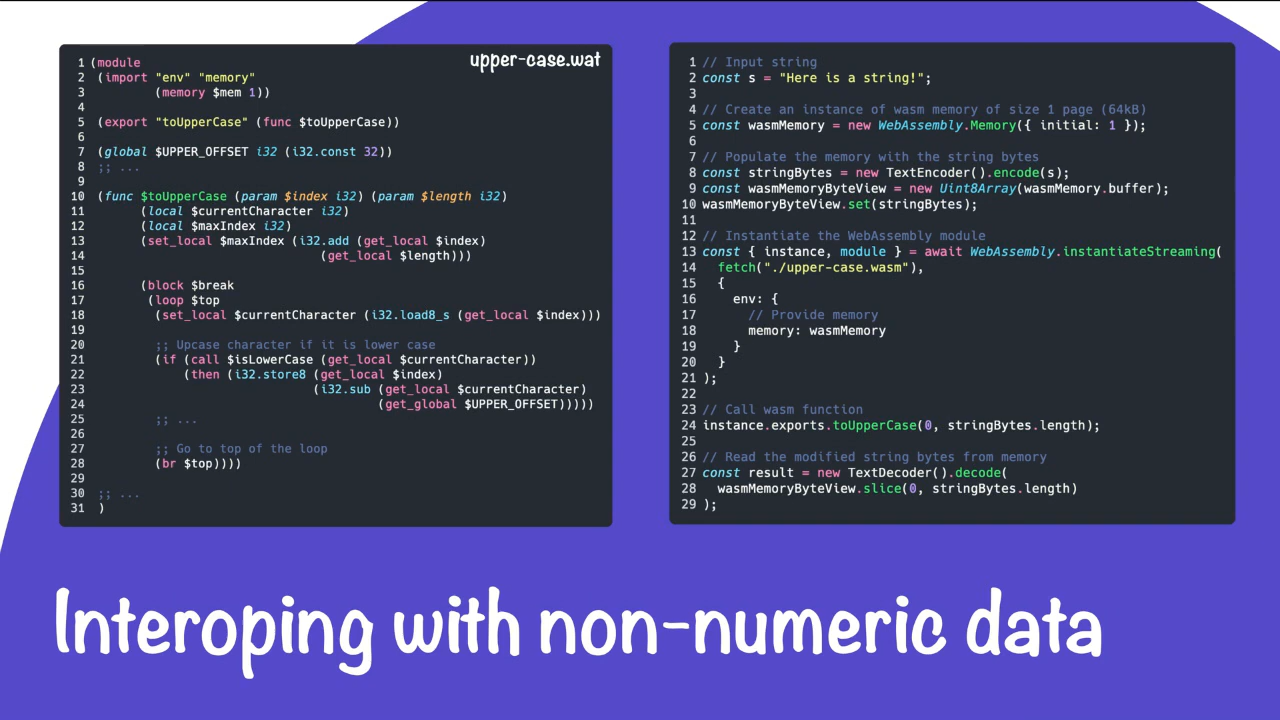 upper-case.wat
1 (module
2 (import "env" "memory"
3 (memory $mem 1))
4
5 (export "toUpperCase" (func $toUpperCase))
6
7 (global $UPPER_OFFSET i32 (i32.const 32))
8 ;; ...
9
10 (func $toUpperCase (param $index i32) (param $length i32)
11 (local $currentCharacter i32)
12 (local $maxIndex i32)
13 (set_local $maxIndex (i32.add (get_local $index)
14 (get_local $length)))
15
16 (block $break
17 (loop $top
18 (set_local $currentCharacter (i32.load8_s (get_local $index)))
19
20 ;; Upcase character if it is lower case
21 (if (call $isLowerCase (get_local $currentCharacter))
22 (then (i32.store8 (get_local $index)
23 (i32.sub (get_local $currentCharacter)
24 (get_global $UPPER_OFFSET)))))
25 ;; ...
26
27 ;; Go to top of the loop
28 (br $top))))
29
30 ;; ...
31 )
1 // Input string
2 const s = "Here is a string!";
3
4 // Create an instance of wasm memory of size 1 page (64kB)
5 const wasmMemory = new WebAssembly.Memory({ initial: 1 });
6
7 // Populate the memory with the string bytes
8 const stringBytes = new TextEncoder().encode(s);
9 const wasmMemoryByteView = new Uint8Array(wasmMemory.buffer);
10 wasmMemoryByteView.set(stringBytes);
11
12 // Instantiate the WebAssembly module
13 const { instance, module } = await WebAssembly.instantiateStreaming(
14 fetch("./upper-case.wasm"),
15 {
16 env: {
17 // Provide memory
18 memory: wasmMemory
19 }
20 }
21 );
22
23 // Call wasm function
24 instance.exports.toUpperCase(0, stringBytes.length);
25
26 // Read the modified string bytes from memory
27 const result = new TextDecoder().decode(
28 wasmMemoryByteView.slice(0, stringBytes.length)
29 );
Interoping with non-numeric data